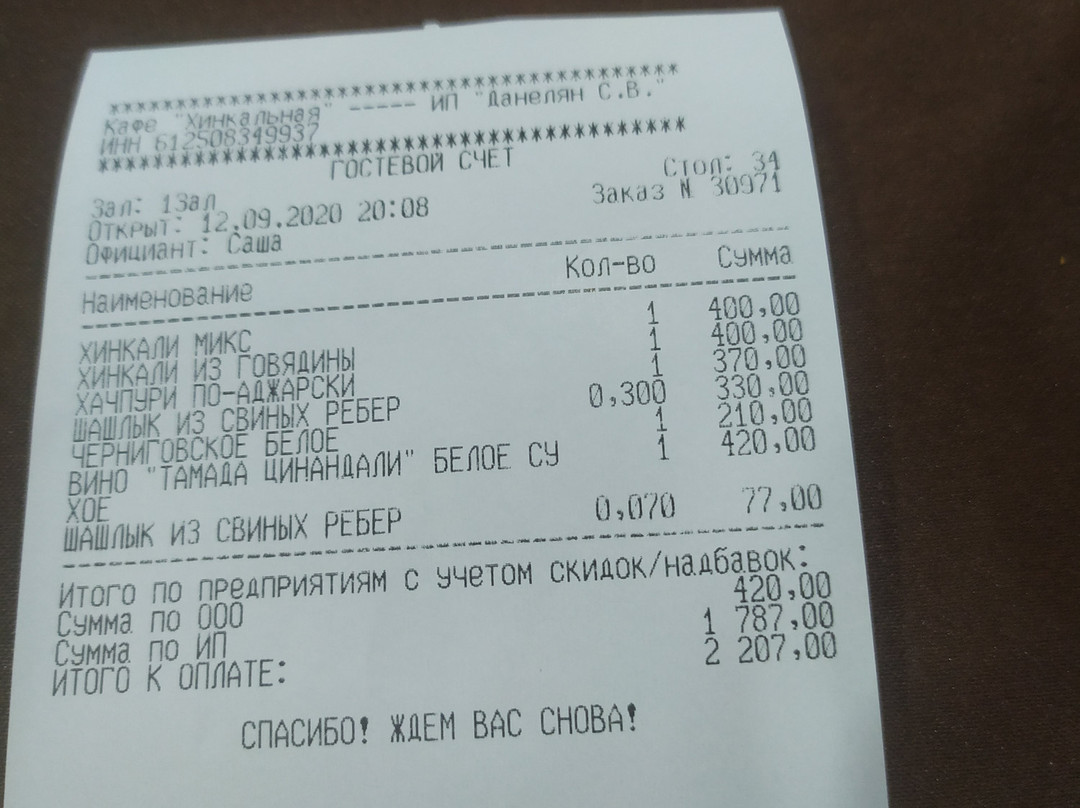 ****************************************
Кафе "Хинкальная" ----- ИП "Данелян С.В."
ИНН 612508349937
****************************************
ГОСТЕВОЙ СЧЕТ
Зал: 1Зал Стол: 34
Открыт: 12.09.2020 20:08 Заказ № 30971
Официант: Саша
Наименование Кол-во Сумма
ХИНКАЛИ МИКС 1 400,00
ХИНКАЛИ ИЗ ГОВЯДИНЫ 1 400,00
ХАЧПУРИ ПО-АДЖАРСКИ 1 370,00
ШАШЛЫК ИЗ СВИНЫХ РЕБЕР 0,300 330,00
ЧЕРНИГОВСКОЕ БЕЛОЕ 1 210,00
ВИНО "ТАМАДА ЦИНАНДАЛИ" БЕЛОЕ СУ 1 420,00
ХОЕ
ШАШЛЫК ИЗ СВИНЫХ РЕБЕР 0,070 77,00
Итого по предприятиям с учетом скидок/надбавок:
Сумма по ООО 420,00
Сумма по ИП 1 787,00
ИТОГО К ОПЛАТЕ: 2 207,00
СПАСИБО! ЖДЕМ ВАС СНОВА!